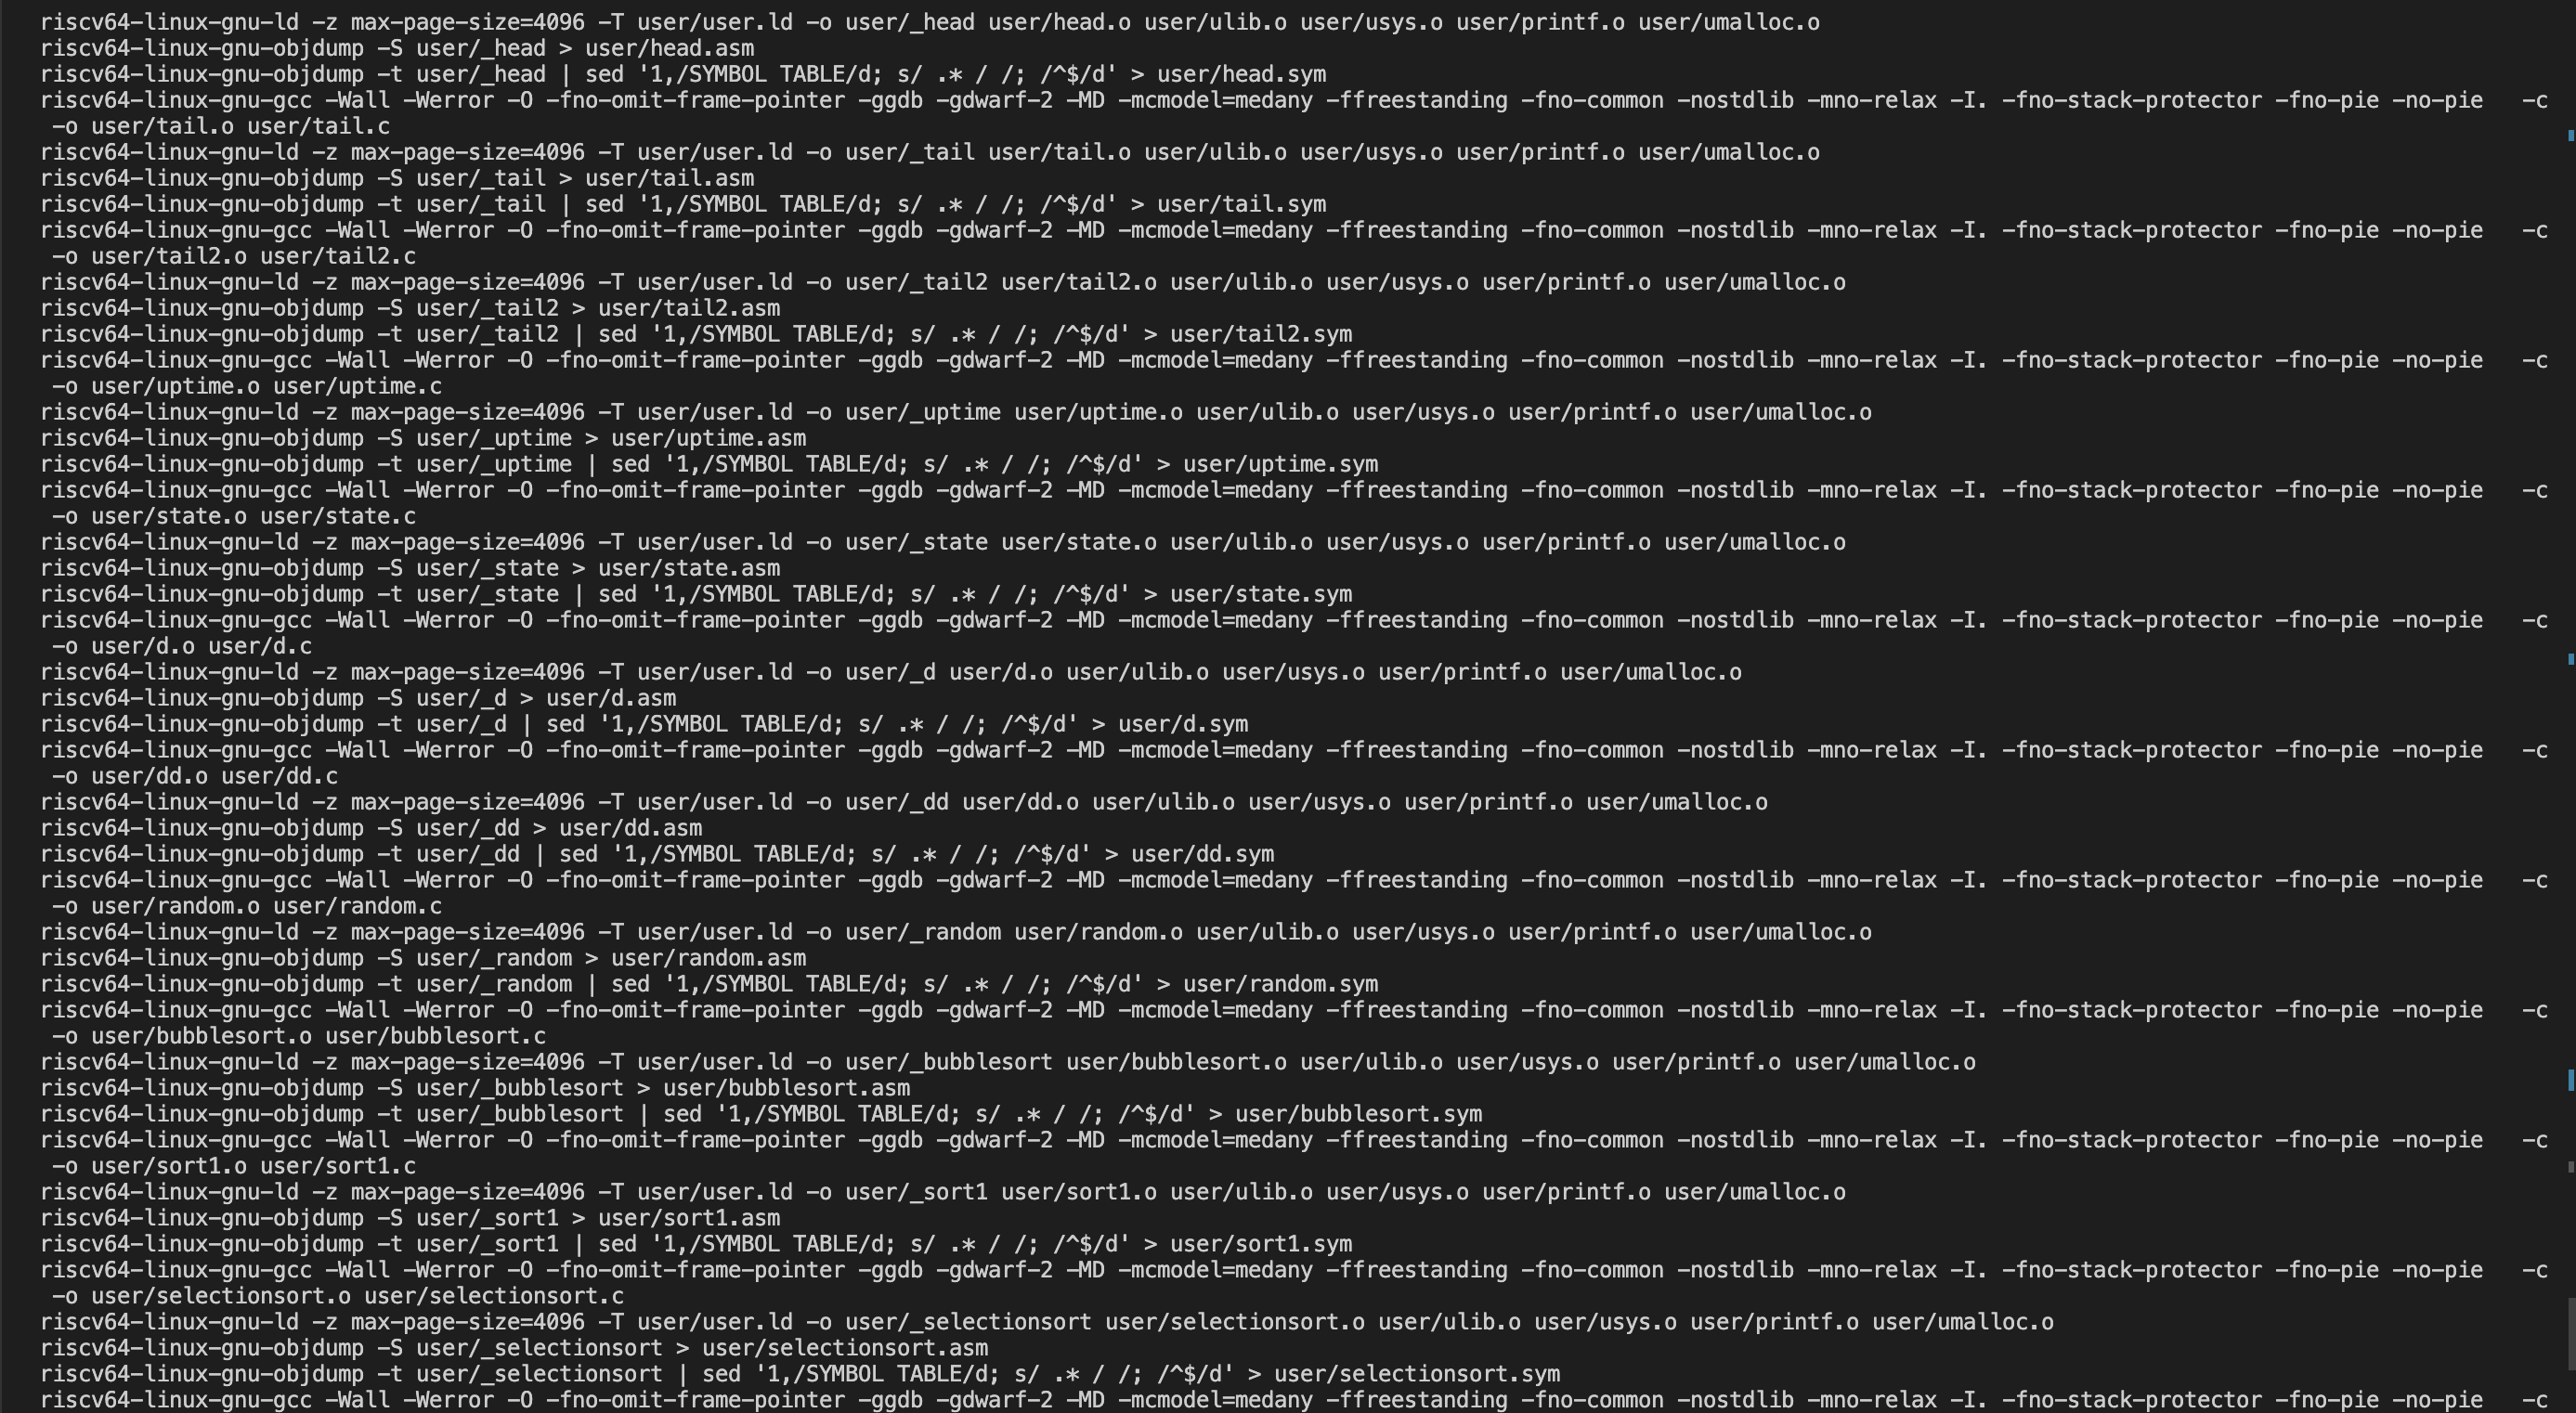 riscv64-linux-gnu-ld -z max-page-size=4096 -T user/user.ld -o user/_head user/head.o user/ulib.o user/usys.o user/printf.o user/umalloc.o
riscv64-linux-gnu-objdump -S user/_head > user/head.asm
riscv64-linux-gnu-objdump -t user/_head | sed '1,/SYMBOL TABLE/d; s/ .* / /; /^$/d' > user/head.sym
riscv64-linux-gnu-gcc -Wall -Werror -O -fno-omit-frame-pointer -ggdb -gdwarf-2 -MD -mcmodel=medany -ffreestanding -fno-common -nostdlib -mno-relax -I. -fno-stack-protector -fno-pie -no-pie   -c
 -o user/tail.o user/tail.c
riscv64-linux-gnu-ld -z max-page-size=4096 -T user/user.ld -o user/_tail user/tail.o user/ulib.o user/usys.o user/printf.o user/umalloc.o
riscv64-linux-gnu-objdump -S user/_tail > user/tail.asm
riscv64-linux-gnu-objdump -t user/_tail | sed '1,/SYMBOL TABLE/d; s/ .* / /; /^$/d' > user/tail.sym
riscv64-linux-gnu-gcc -Wall -Werror -O -fno-omit-frame-pointer -ggdb -gdwarf-2 -MD -mcmodel=medany -ffreestanding -fno-common -nostdlib -mno-relax -I. -fno-stack-protector -fno-pie -no-pie   -c
 -o user/tail2.o user/tail2.c
riscv64-linux-gnu-ld -z max-page-size=4096 -T user/user.ld -o user/_tail2 user/tail2.o user/ulib.o user/usys.o user/printf.o user/umalloc.o
riscv64-linux-gnu-objdump -S user/_tail2 > user/tail2.asm
riscv64-linux-gnu-objdump -t user/_tail2 | sed '1,/SYMBOL TABLE/d; s/ .* / /; /^$/d' > user/tail2.sym
riscv64-linux-gnu-gcc -Wall -Werror -O -fno-omit-frame-pointer -ggdb -gdwarf-2 -MD -mcmodel=medany -ffreestanding -fno-common -nostdlib -mno-relax -I. -fno-stack-protector -fno-pie -no-pie   -c
 -o user/uptime.o user/uptime.c
riscv64-linux-gnu-ld -z max-page-size=4096 -T user/user.ld -o user/_uptime user/uptime.o user/ulib.o user/usys.o user/printf.o user/umalloc.o
riscv64-linux-gnu-objdump -S user/_uptime > user/uptime.asm
riscv64-linux-gnu-objdump -t user/_uptime | sed '1,/SYMBOL TABLE/d; s/ .* / /; /^$/d' > user/uptime.sym
riscv64-linux-gnu-gcc -Wall -Werror -O -fno-omit-frame-pointer -ggdb -gdwarf-2 -MD -mcmodel=medany -ffreestanding -fno-common -nostdlib -mno-relax -I. -fno-stack-protector -fno-pie -no-pie   -c
 -o user/state.o user/state.c
riscv64-linux-gnu-ld -z max-page-size=4096 -T user/user.ld -o user/_state user/state.o user/ulib.o user/usys.o user/printf.o user/umalloc.o
riscv64-linux-gnu-objdump -S user/_state > user/state.asm
riscv64-linux-gnu-objdump -t user/_state | sed '1,/SYMBOL TABLE/d; s/ .* / /; /^$/d' > user/state.sym
riscv64-linux-gnu-gcc -Wall -Werror -O -fno-omit-frame-pointer -ggdb -gdwarf-2 -MD -mcmodel=medany -ffreestanding -fno-common -nostdlib -mno-relax -I. -fno-stack-protector -fno-pie -no-pie   -c
 -o user/d.o user/d.c
riscv64-linux-gnu-ld -z max-page-size=4096 -T user/user.ld -o user/_d user/d.o user/ulib.o user/usys.o user/printf.o user/umalloc.o
riscv64-linux-gnu-objdump -S user/_d > user/d.asm
riscv64-linux-gnu-objdump -t user/_d | sed '1,/SYMBOL TABLE/d; s/ .* / /; /^$/d' > user/d.sym
riscv64-linux-gnu-gcc -Wall -Werror -O -fno-omit-frame-pointer -ggdb -gdwarf-2 -MD -mcmodel=medany -ffreestanding -fno-common -nostdlib -mno-relax -I. -fno-stack-protector -fno-pie -no-pie   -c
 -o user/dd.o user/dd.c
riscv64-linux-gnu-ld -z max-page-size=4096 -T user/user.ld -o user/_dd user/dd.o user/ulib.o user/usys.o user/printf.o user/umalloc.o
riscv64-linux-gnu-objdump -S user/_dd > user/dd.asm
riscv64-linux-gnu-objdump -t user/_dd | sed '1,/SYMBOL TABLE/d; s/ .* / /; /^$/d' > user/dd.sym
riscv64-linux-gnu-gcc -Wall -Werror -O -fno-omit-frame-pointer -ggdb -gdwarf-2 -MD -mcmodel=medany -ffreestanding -fno-common -nostdlib -mno-relax -I. -fno-stack-protector -fno-pie -no-pie   -c
 -o user/random.o user/random.c
riscv64-linux-gnu-ld -z max-page-size=4096 -T user/user.ld -o user/_random user/random.o user/ulib.o user/usys.o user/printf.o user/umalloc.o
riscv64-linux-gnu-objdump -S user/_random > user/random.asm
riscv64-linux-gnu-objdump -t user/_random | sed '1,/SYMBOL TABLE/d; s/ .* / /; /^$/d' > user/random.sym
riscv64-linux-gnu-gcc -Wall -Werror -O -fno-omit-frame-pointer -ggdb -gdwarf-2 -MD -mcmodel=medany -ffreestanding -fno-common -nostdlib -mno-relax -I. -fno-stack-protector -fno-pie -no-pie   -c
 -o user/bubblesort.o user/bubblesort.c
riscv64-linux-gnu-ld -z max-page-size=4096 -T user/user.ld -o user/_bubblesort user/bubblesort.o user/ulib.o user/usys.o user/printf.o user/umalloc.o
riscv64-linux-gnu-objdump -S user/_bubblesort > user/bubblesort.asm
riscv64-linux-gnu-objdump -t user/_bubblesort | sed '1,/SYMBOL TABLE/d; s/ .* / /; /^$/d' > user/bubblesort.sym
riscv64-linux-gnu-gcc -Wall -Werror -O -fno-omit-frame-pointer -ggdb -gdwarf-2 -MD -mcmodel=medany -ffreestanding -fno-common -nostdlib -mno-relax -I. -fno-stack-protector -fno-pie -no-pie   -c
 -o user/sort1.o user/sort1.c
riscv64-linux-gnu-ld -z max-page-size=4096 -T user/user.ld -o user/_sort1 user/sort1.o user/ulib.o user/usys.o user/printf.o user/umalloc.o
riscv64-linux-gnu-objdump -S user/_sort1 > user/sort1.asm
riscv64-linux-gnu-objdump -t user/_sort1 | sed '1,/SYMBOL TABLE/d; s/ .* / /; /^$/d' > user/sort1.sym
riscv64-linux-gnu-gcc -Wall -Werror -O -fno-omit-frame-pointer -ggdb -gdwarf-2 -MD -mcmodel=medany -ffreestanding -fno-common -nostdlib -mno-relax -I. -fno-stack-protector -fno-pie -no-pie   -c
 -o user/selectionsort.o user/selectionsort.c
riscv64-linux-gnu-ld -z max-page-size=4096 -T user/user.ld -o user/_selectionsort user/selectionsort.o user/ulib.o user/usys.o user/printf.o user/umalloc.o
riscv64-linux-gnu-objdump -S user/_selectionsort > user/selectionsort.asm
riscv64-linux-gnu-objdump -t user/_selectionsort | sed '1,/SYMBOL TABLE/d; s/ .* / /; /^$/d' > user/selectionsort.sym
riscv64-linux-gnu-gcc -Wall -Werror -O -fno-omit-frame-pointer -ggdb -gdwarf-2 -MD -mcmodel=medany -ffreestanding -fno-common -nostdlib -mno-relax -I. -fno-stack-protector -fno-pie -no-pie   -c